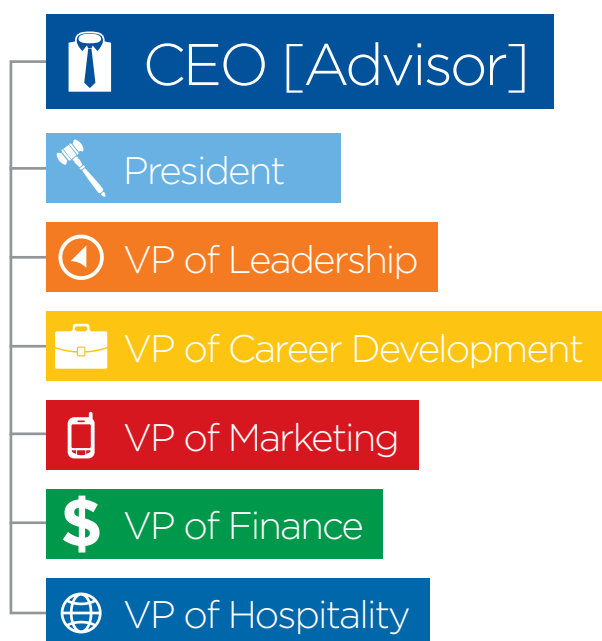 CEO [Advisor]
President
VP of Leadership
VP of Career Development
VP of Marketing
$ VP of Finance
VP of Hospitality